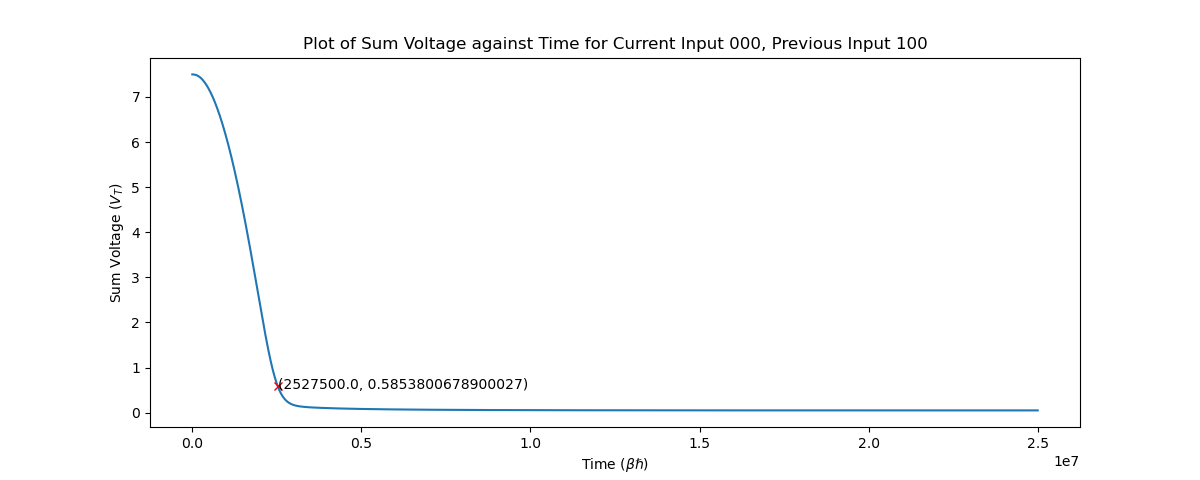 Plot of Sum Voltage against Time for Current Input 000, Previous Input 100
7
6
5
4
3
2
1
0
Sum Voltage (V_T)
(2527500.0, 0.5853800678900027)
0.0 0.5 1.0 1.5 2.0 2.5
1e7
Time (βℏ)